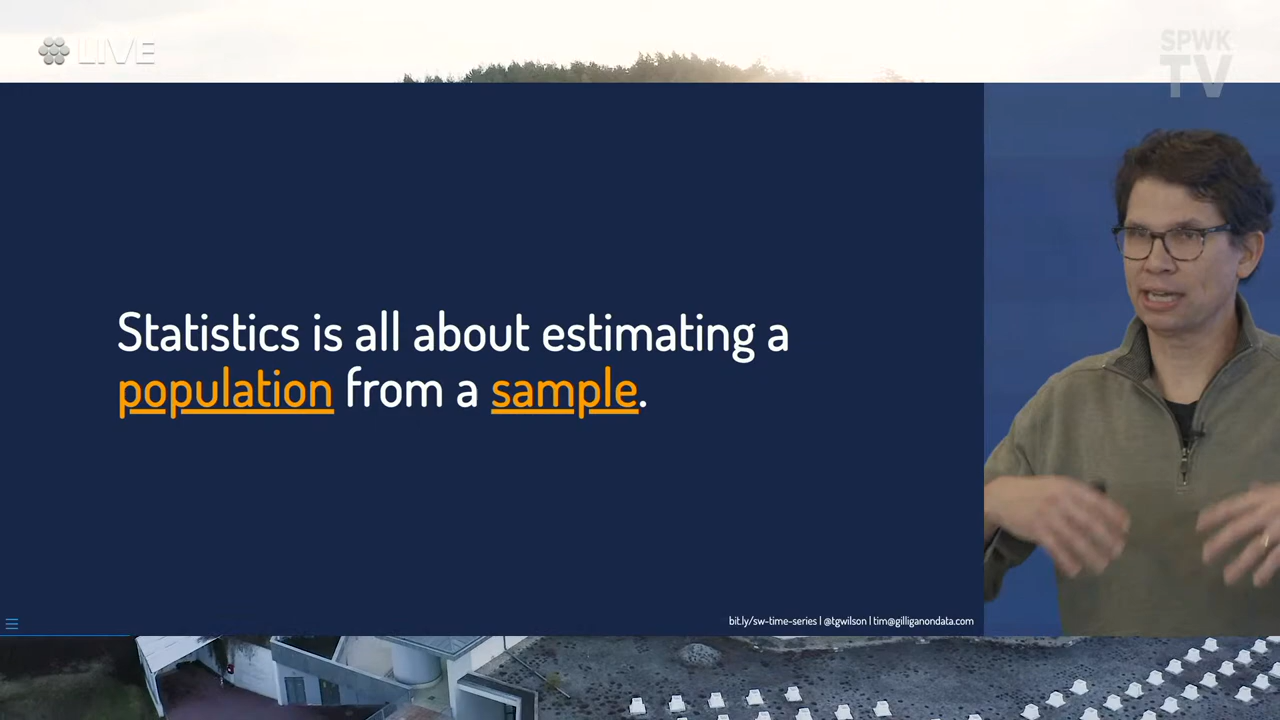 LIVE
SPWK
TV
Statistics is all about estimating a
population from a sample.
bit.ly/sw-time-series | @tgwilson | tim@gilliganondata.com